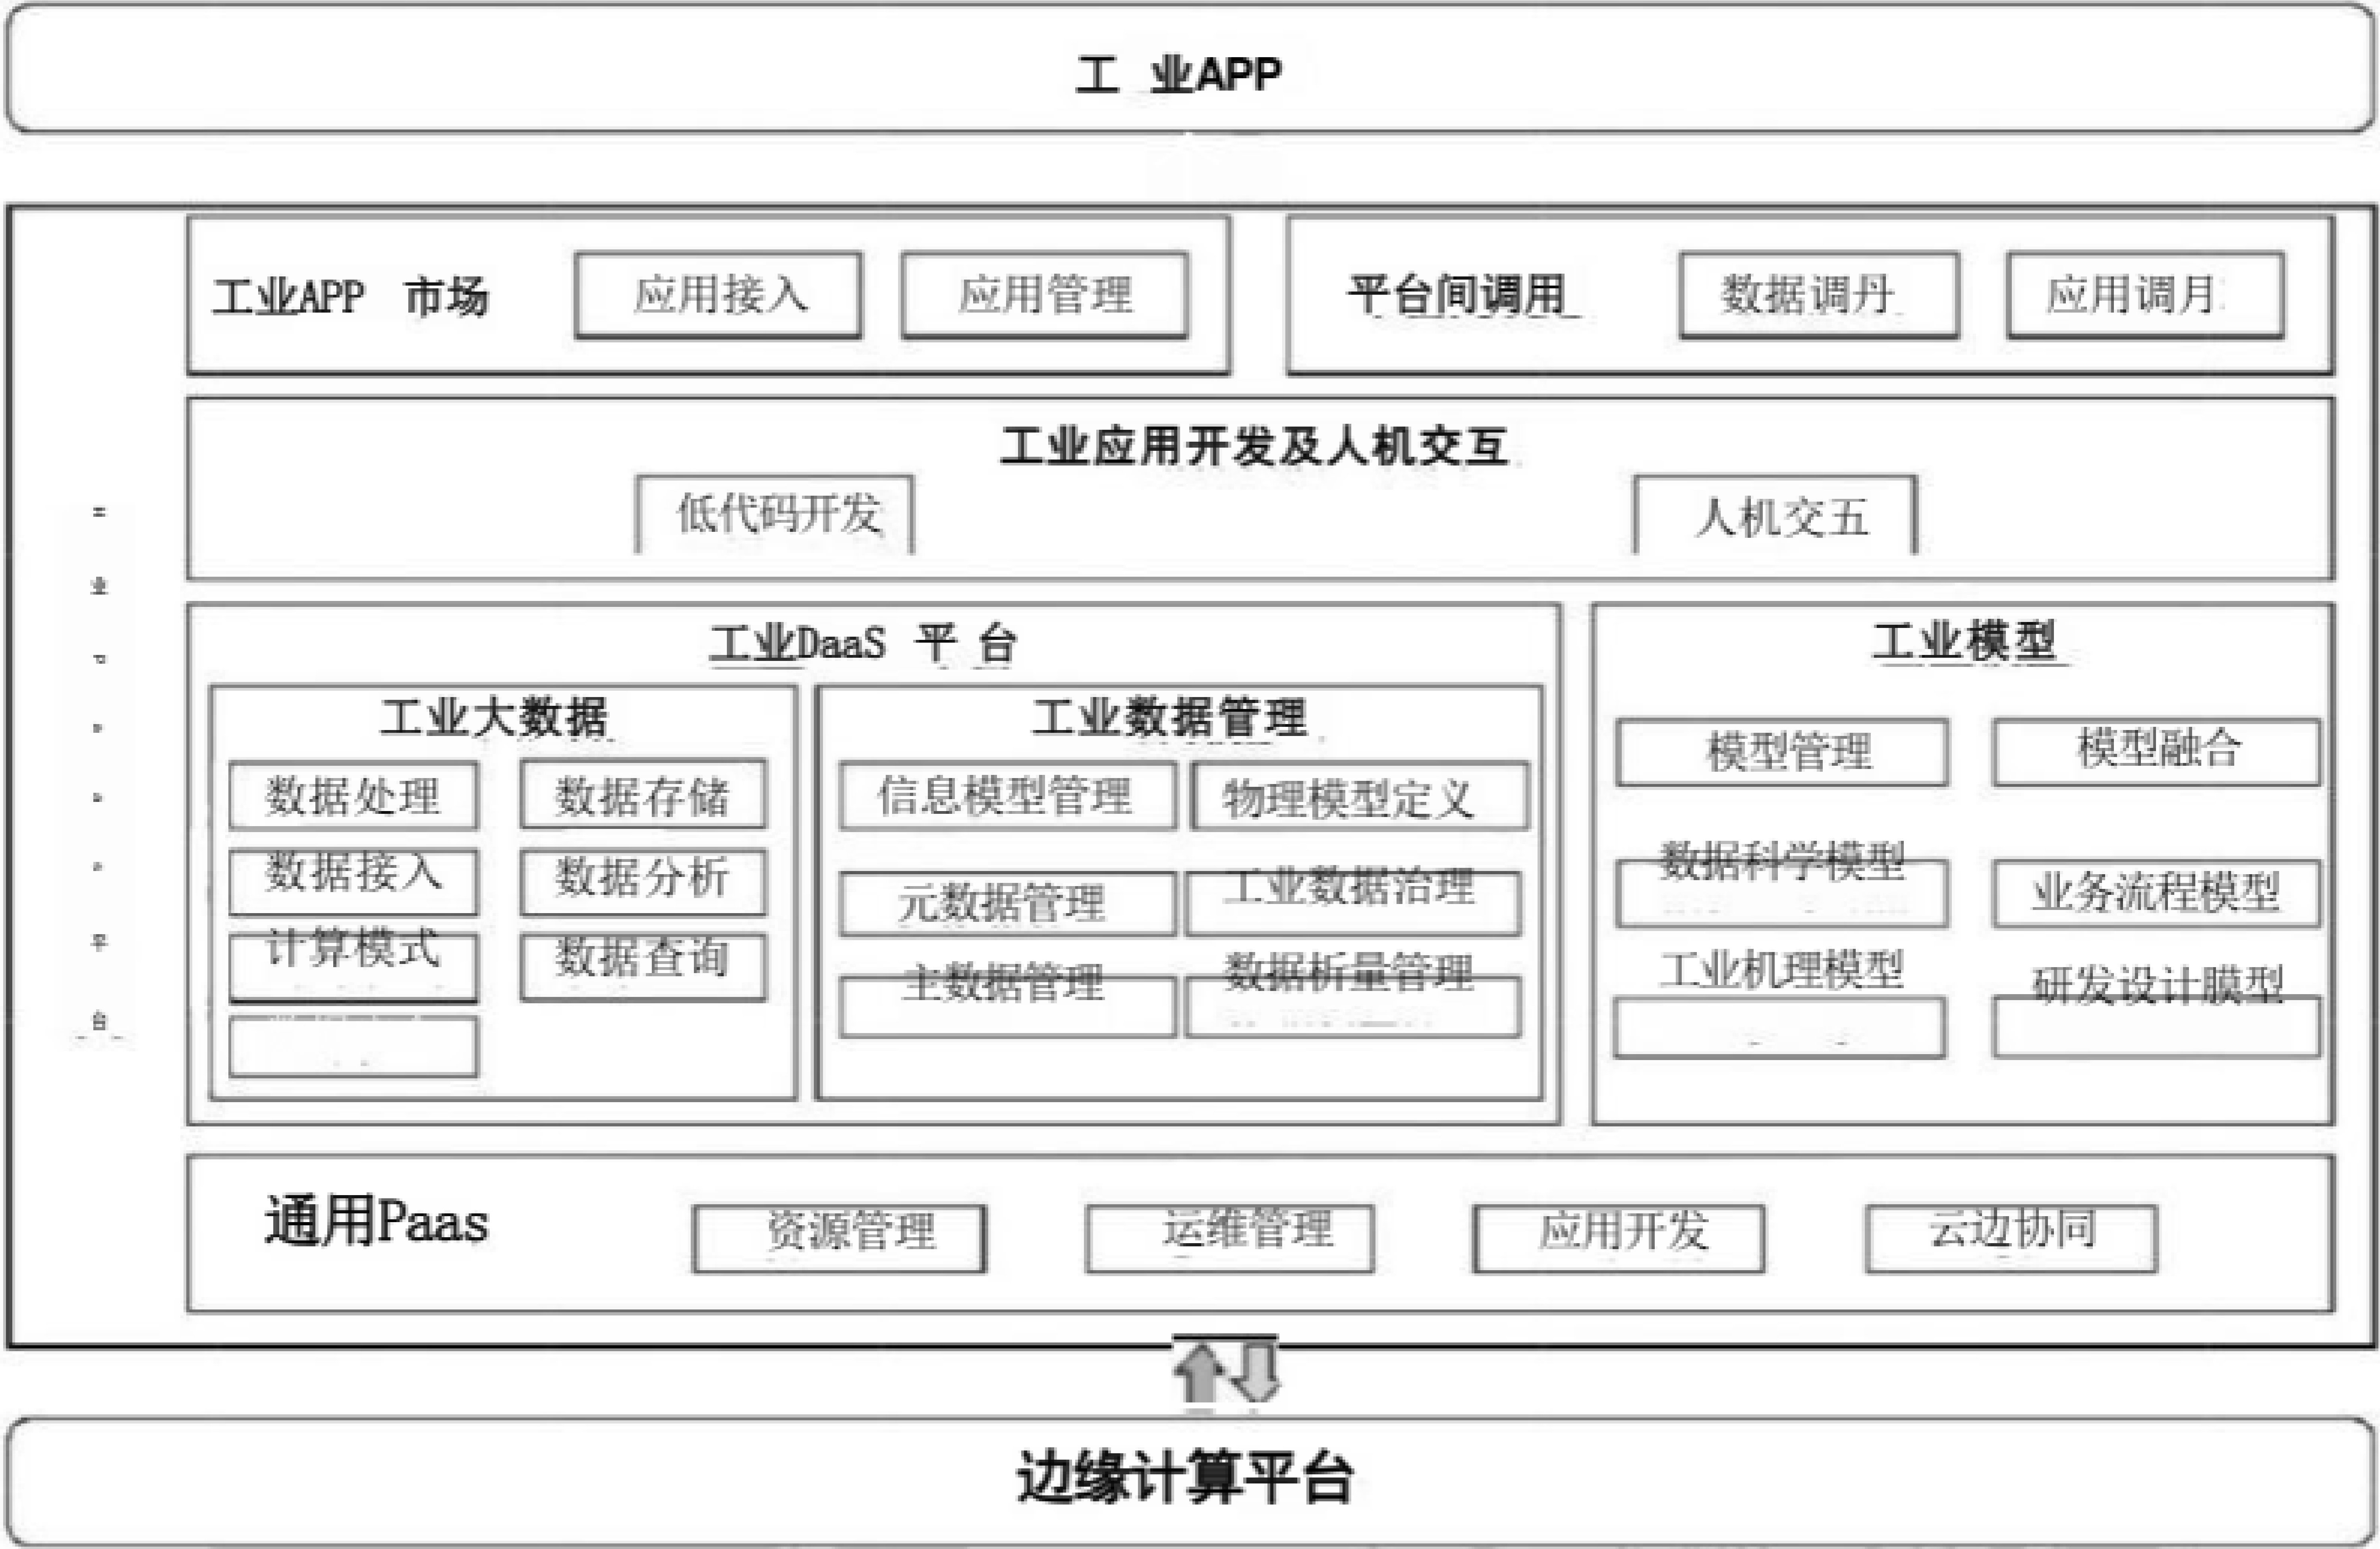 工 业APP
工业APP 市场
应用接入
应用管理
平台间调用
数据调丹
应用调月
工业应用开发及人机交互
低代码开发
人机交五
工业DaaS 平 台
工业模型
工业大数据
工业数据管理
数据处理
数据存储
信息模型管理
物理模型定义
模型管理
模型融合
数据接入
数据分析
元数据管理
工业数据治理
数据科学模型
业务流程模型
计算模式
数据查询
主数据管理
数据析量管理
工业机理模型
研发设计膜型
通用Paas
资源管理
运维管理
应用开发
云边协同
边缘计算平台